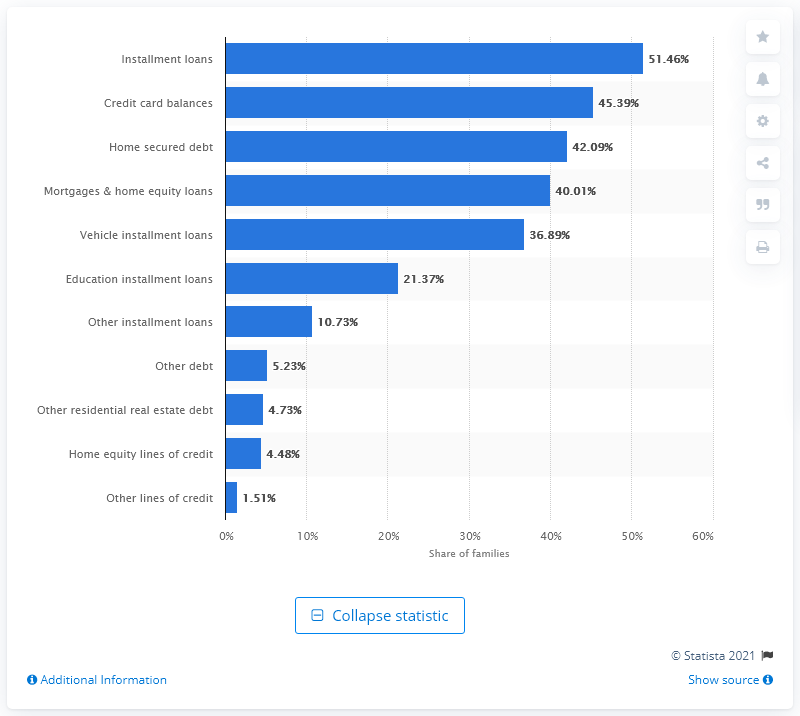 Installment loans 51.46%
Credit card balances 45.39%
Home secured debt 42.09%
Mortgages & home equity loans 40.01%
Vehicle installment loans 36.89%
Education installment loans 21.37%
Other installment loans 10.73%
Other debt 5.23%
Other residential real estate debt 4.73%
Home equity lines of credit 4.48%
Other lines of credit 1.51%
0% 10% 20% 30% 40% 50% 60%
Share of families
Collapse statistic
© Statista 2021
Additional Information Show source